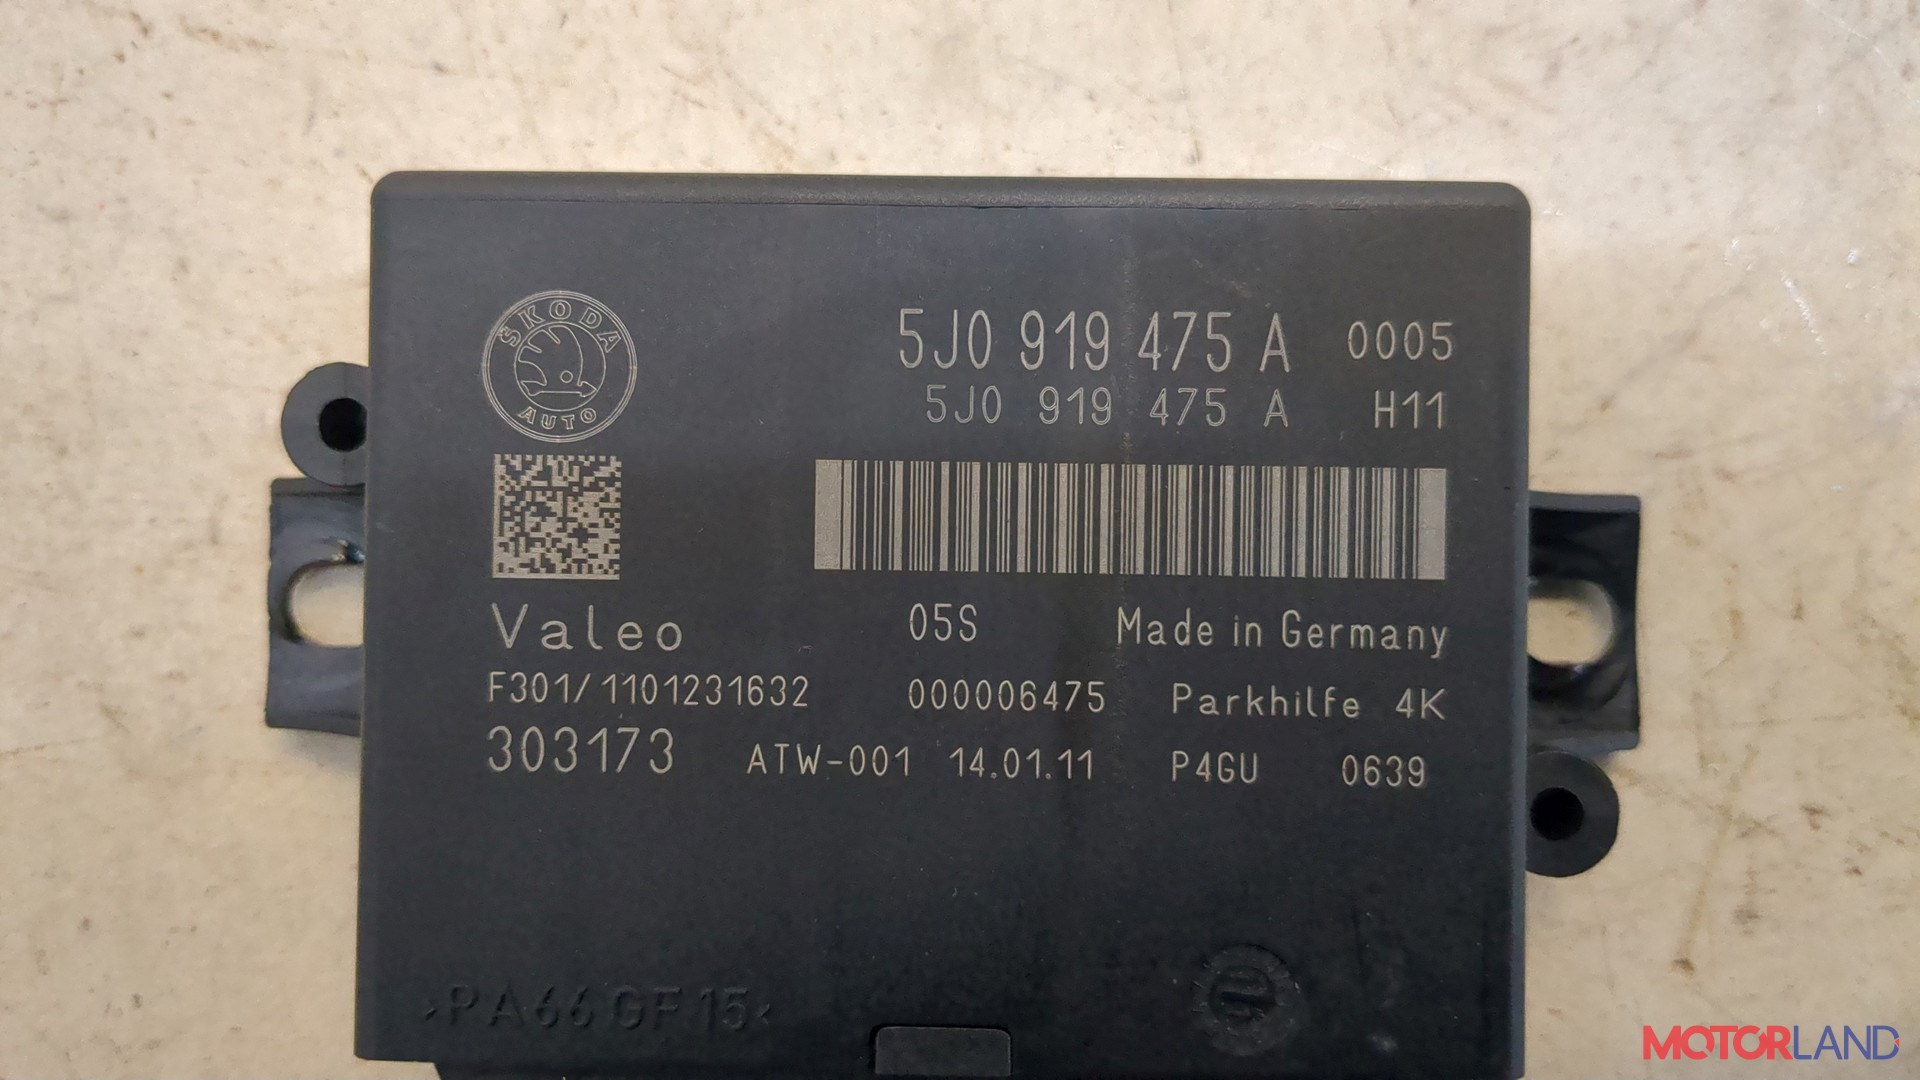 ŠKODA
AUTO
5J0 919 475 A 0005
5J0 919 475 A H11
Valeo 05S Made in Germany
F301/1101231632 000006475 Parkhilfe 4K
303173 ATW-001 14.01.11 P4GU 0639
>PA66GF15<
MOTORLAND